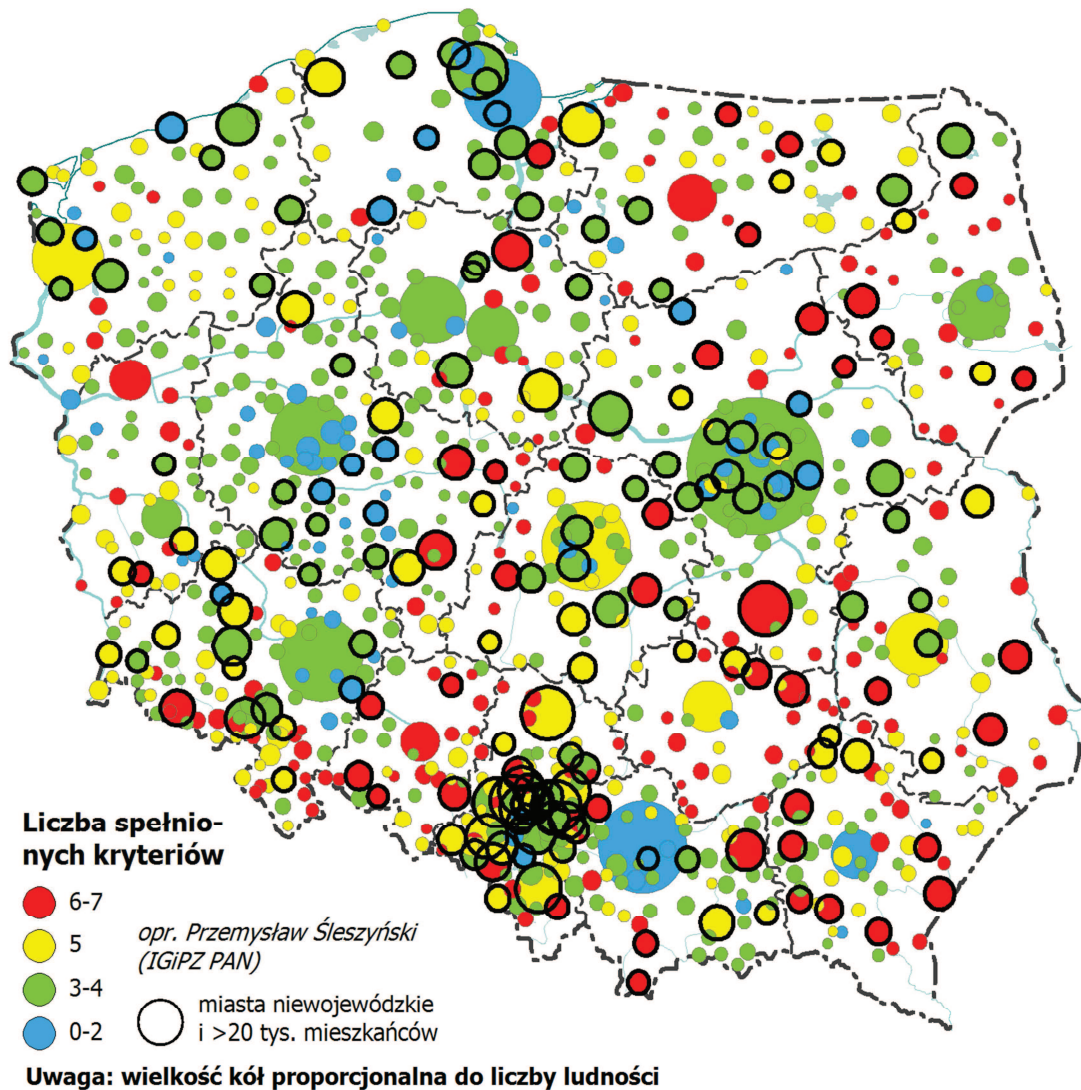 Liczba spełnio-
nych kryteriów
6-7
5
3-4
0-2
opr. Przemysław Śleszyński
(IGiPZ PAN)
miasta niewojewódzkie
i >20 tys. mieszkańców
Uwaga: wielkość kół proporcjonalna do liczby ludności